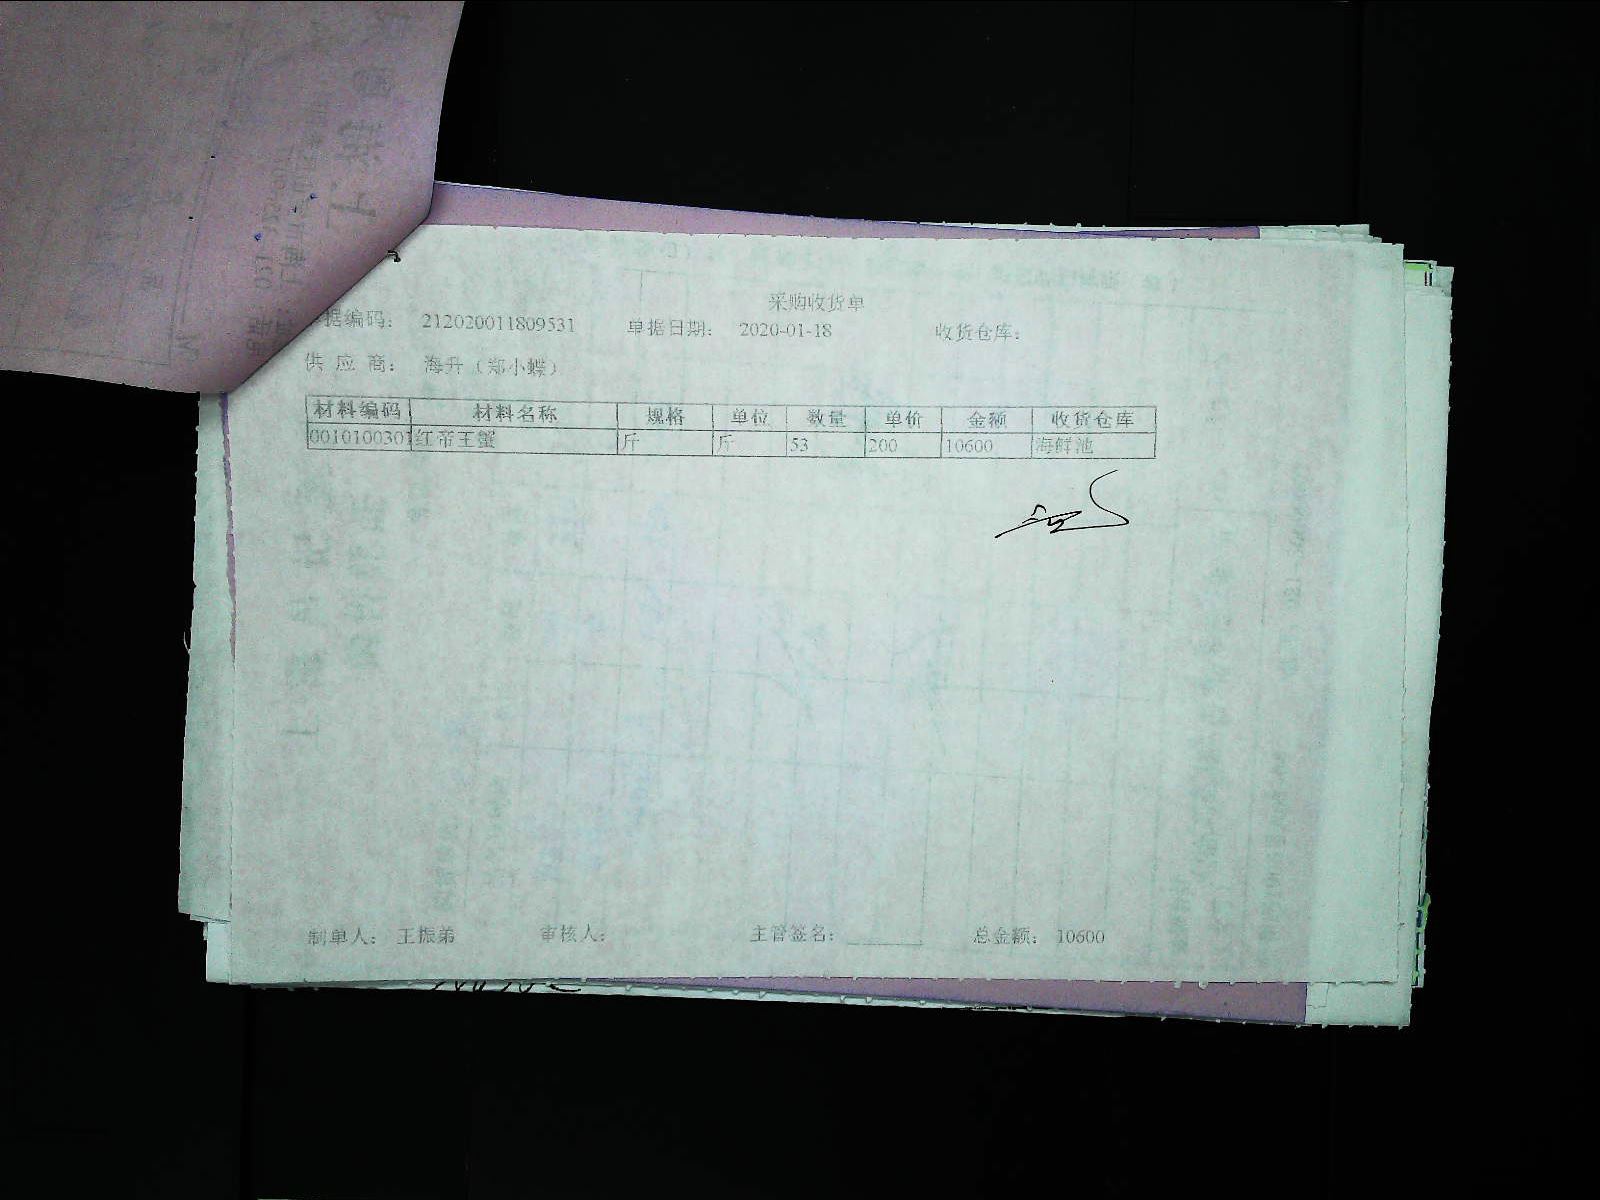 采购收货单
据编码： 212020011809531 单据日期： 2020-01-18 收货仓库：
供 应 商： 海升（郑小蝶）
材料编码 材料名称 规格 单位 数量 单价 金额 收货仓库
0010100301 红帝王蟹 斤 斤 53 200 10600 海鲜池
制单人： 王振弟 审核人： 主管签名： 总金额： 10600